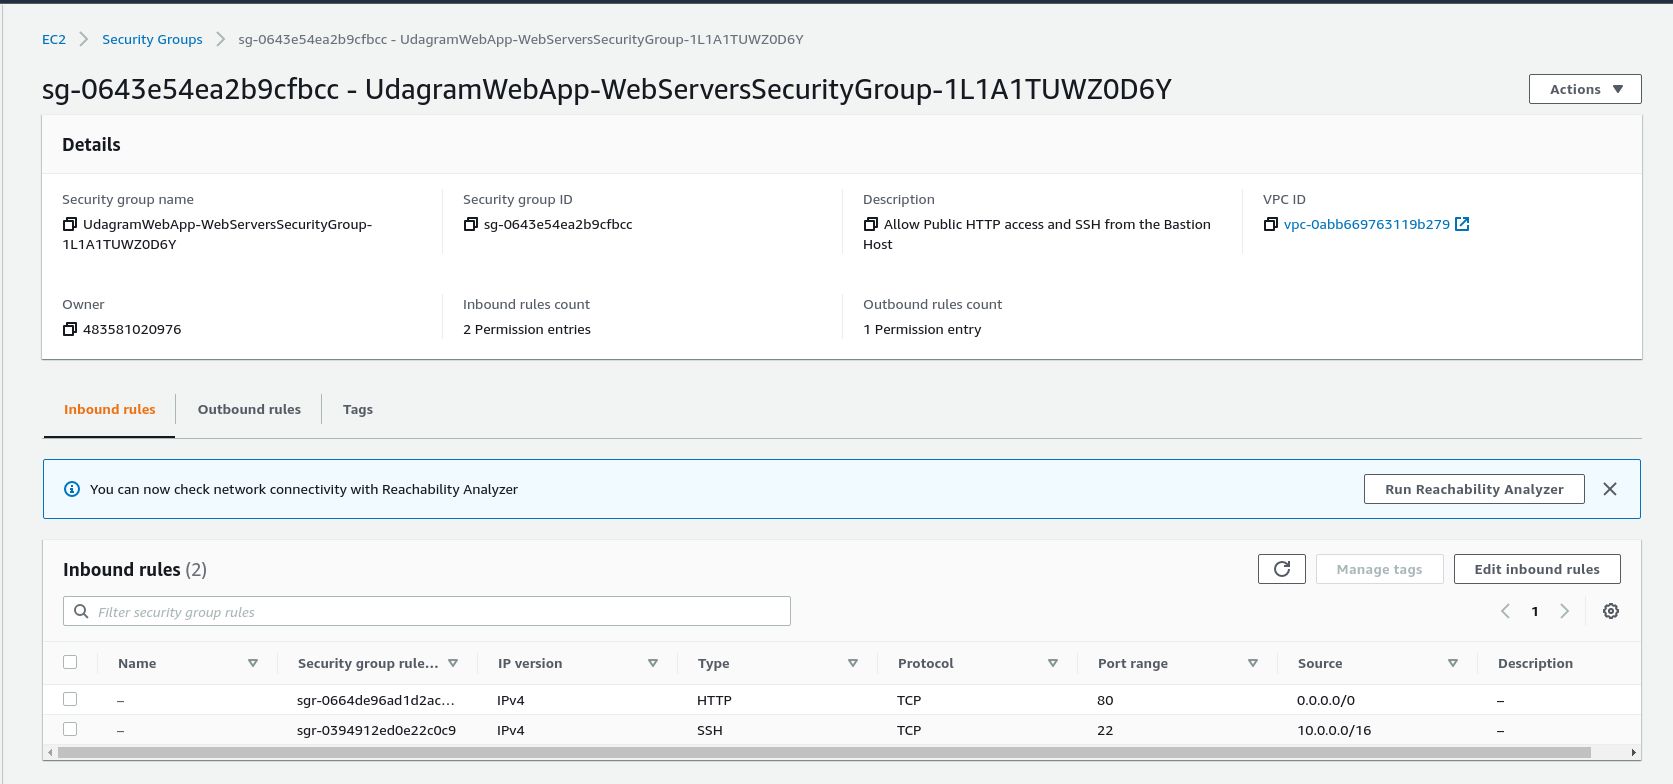 EC2 > Security Groups > sg-0643e54ea2b9cfbcc - UdagramWebApp-WebServersSecurityGroup-1L1A1TUWZ0D6Y
sg-0643e54ea2b9cfbcc - UdagramWebApp-WebServersSecurityGroup-1L1A1TUWZ0D6Y
Actions
Details
Security group name
UdagramWebApp-WebServersSecurityGroup-
1L1A1TUWZ0D6Y
Security group ID
sg-0643e54ea2b9cfbcc
Description
Allow Public HTTP access and SSH from the Bastion
Host
VPC ID
vpc-0abb669763119b279
Owner
483581020976
Inbound rules count
2 Permission entries
Outbound rules count
1 Permission entry
Inbound rules Outbound rules Tags
You can now check network connectivity with Reachability Analyzer
Run Reachability Analyzer
Inbound rules (2)
Manage tags
Edit inbound rules
Filter security group rules
1
Name Security group rule... IP version Type Protocol Port range Source Description
– sgr-0664de96ad1d2ac... IPv4 HTTP TCP 80 0.0.0.0/0 –
– sgr-0394912ed0e22c0c9 IPv4 SSH TCP 22 10.0.0.0/16 –